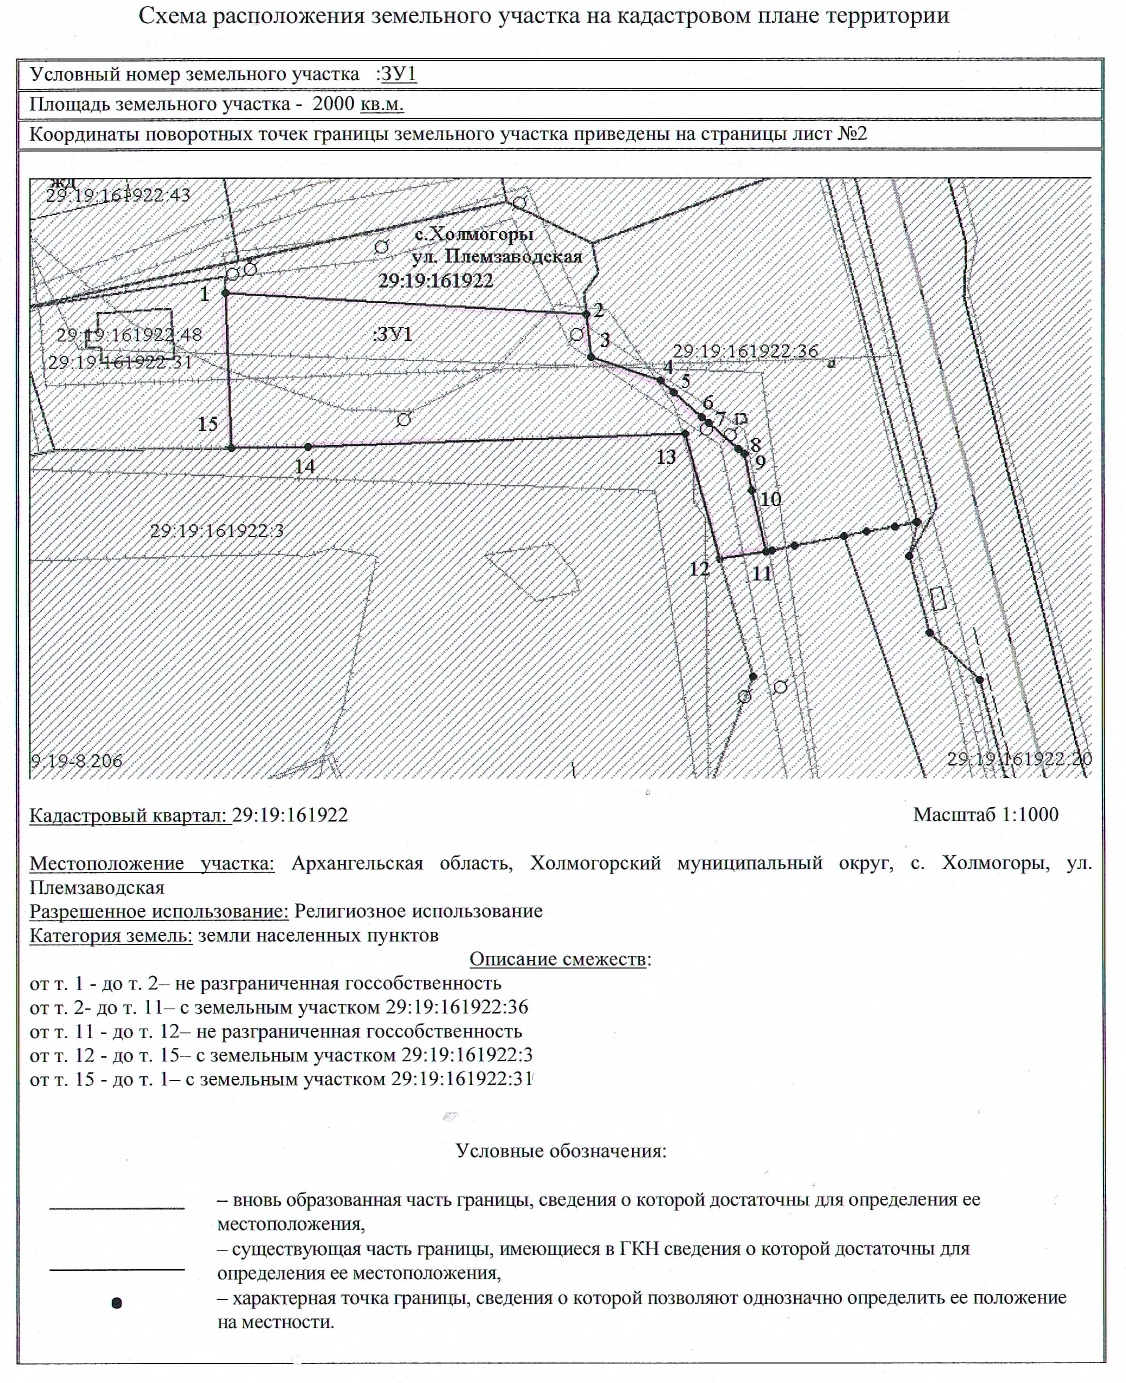 Схема расположения земельного участка на кадастровом плане территории
Условный номер земельного участка :ЗУ1
Площадь земельного участка - 2000 кв.м.
Координаты поворотных точек границы земельного участка приведены на страницы лист №2
жд
29:19:161922:43
с.Холмогоры
ул. Племзаводская
29:19:161922
1
2
29:19:161922:48
:ЗУ1
3
29:19:161922:36
29:19:161922:31
4
5
6
7
15
8
13
9
14
10
29:19:161922:3
12
11
9:19-8.206
29:19:161922:20
Кадастровый квартал: 29:19:161922
Масштаб 1:1000
Местоположение участка: Архангельская область, Холмогорский муниципальный округ, с. Холмогоры, ул.
Племзаводская
Разрешенное использование: Религиозное использование
Категория земель: земли населенных пунктов
Описание смежеств:
от т. 1 - до т. 2– не разграниченная госсобственность
от т. 2- до т. 11– с земельным участком 29:19:161922:36
от т. 11 - до т. 12– не разграниченная госсобственность
от т. 12 - до т. 15– с земельным участком 29:19:161922:3
от т. 15 - до т. 1– с земельным участком 29:19:161922:31
Условные обозначения:
– вновь образованная часть границы, сведения о которой достаточны для определения ее
местоположения,
– существующая часть границы, имеющиеся в ГКН сведения о которой достаточны для
определения ее местоположения,
– характерная точка границы, сведения о которой позволяют однозначно определить ее положение
на местности.